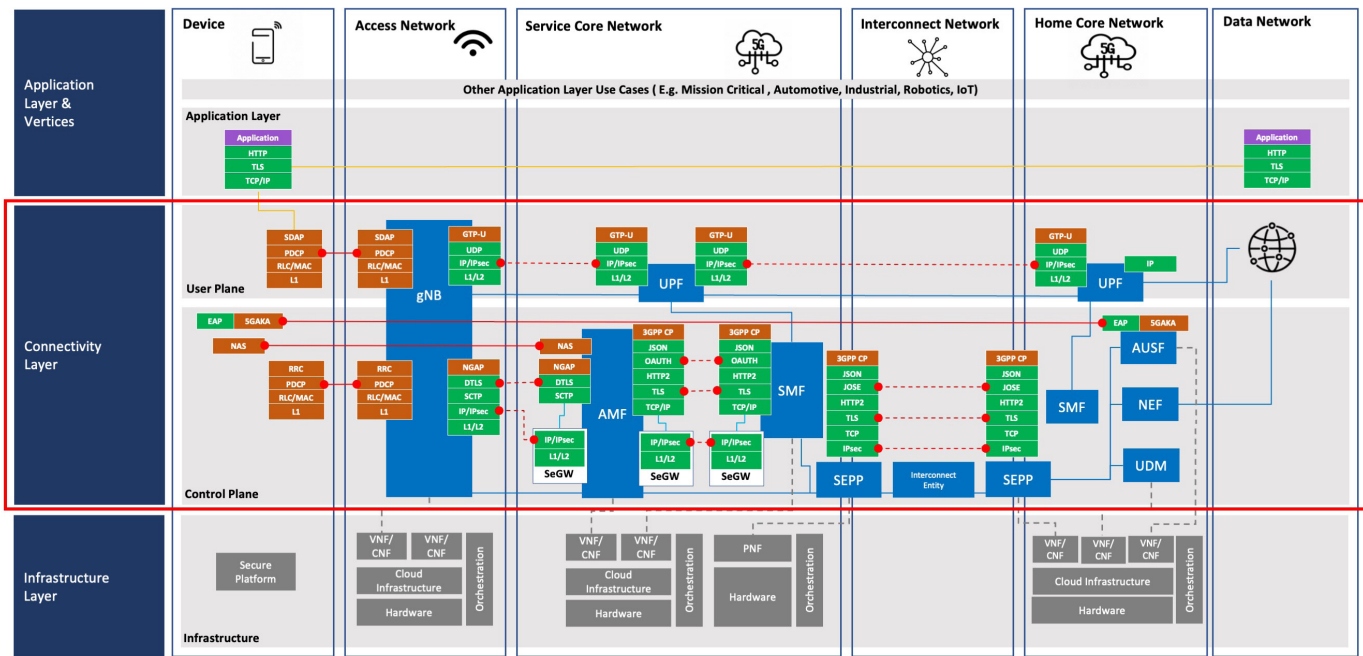 Device
Access Network
Service Core Network
Interconnect Network
Home Core Network
Data Network
5G
5G
Application
Layer &
Vertices
Other Application Layer Use Cases ( E.g. Mission Critical , Automotive, Industrial, Robotics, IoT)
Application Layer
Application
HTTP
TLS
TCP/IP
Application
HTTP
TLS
TCP/IP
Connectivity
Layer
SDAP
PDCP
RLC/MAC
L1
SDAP
PDCP
RLC/MAC
L1
gNB
GTP-U
UDP
IP/IPsec
L1/L2
GTP-U
UDP
IP/IPsec
L1/L2
UPF
GTP-U
UDP
IP/IPsec
L1/L2
GTP-U
UDP
IP/IPsec
L1/L2
UPF
IP
User Plane
EAP
5GAKA
EAP
5GAKA
AUSF
NAS
NAS
RRC
PDCP
RLC/MAC
L1
RRC
PDCP
RLC/MAC
L1
NGAP
DTLS
SCTP
IP/IPsec
L1/L2
NGAP
DTLS
SCTP
IP/IPsec
L1/L2
SeGW
AMF
3GPP CP
JSON
OAUTH
HTTP2
TLS
TCP/IP
IP/IPsec
L1/L2
SeGW
3GPP CP
JSON
OAUTH
HTTP2
TLS
TCP/IP
IP/IPsec
L1/L2
SeGW
SMF
3GPP CP
JSON
JOSE
HTTP2
TLS
TCP
IPsec
SEPP
Interconnect
Entity
3GPP CP
JSON
JOSE
HTTP2
TLS
TCP
IPsec
SEPP
SMF
NEF
UDM
Control Plane
Infrastructure
Layer
Secure
Platform
VNF/
CNF
VNF/
CNF
Cloud
Infrastructure
Hardware
Orchestration
VNF/
CNF
VNF/
CNF
Cloud
Infrastructure
Hardware
Orchestration
PNF
Hardware
Orchestration
VNF/
CNF
VNF/
CNF
VNF/
CNF
Cloud Infrastructure
Hardware
Orchestration
Infrastructure